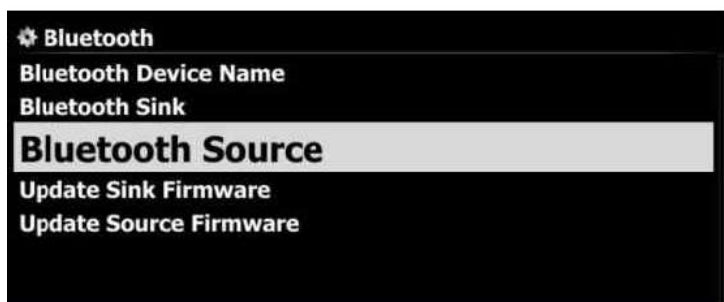 Bluetooth
Bluetooth Device Name
Bluetooth Sink
Bluetooth Source
Update Sink Firmware
Update Source Firmware